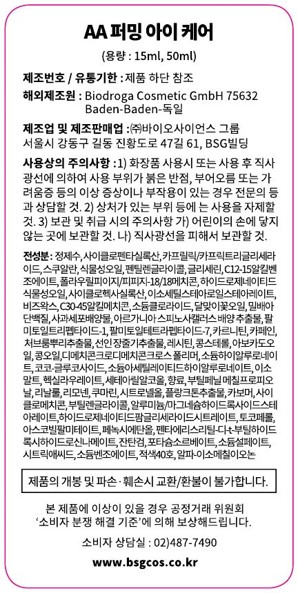 AA 퍼밍 아이 케어
(용량 : 15ml, 50ml)
제조번호 / 유통기한 : 제품 하단 참조
해외제조원 : Biodroga Cosmetic GmbH 75632
Baden-Baden-독일
제조업 및 제조판매업 :㈜바이오사이언스 그룹
서울시 강동구 길동 진황도로 47길 61, BSG빌딩
사용상의 주의사항 :1) 화장품 사용시 또는 사용 후 직사
광선에 의하여 사용 부위가 붉은 반점, 부어오름 또는 가
려움증 등의 이상 증상이나 부작용이 있는 경우 전문의 등
과 상담할 것. 2) 상처가 있는 부위 등에 는 사용을 자제할
것. 3) 보관 및 취급 시의 주의사항 가) 어린이의 손에 닿지
않는 곳에 보관할 것. 나) 직사광선을 피해서 보관할 것.
전성분 : 정제수, 사이클로펜타실록산, 카프릴릭/카프릭트리글리세라
이드, 스쿠알란, 식물성오일, 펜틸렌글라이콜, 글리세린, C12-15알킬벤
조에이트, 폴라우릴피이지/피피지-18/18메치콘, 하이드로제네이티드
식물성오일, 사이클로헥사실록산, 이소세틸스테아로일스테아레이트,
비즈왁스, C30-45알킬메치콘, 소듐클로라이드, 달맞이꽃오일, 밀배아
단백질, 사과세포배양추출물, 아르가니아 스피노사캘러스 배양 추출물, 팔
미토일트리펩타이드-1, 팔미토일테트라펩타이드-7, 카르니틴, 카페인,
처브룸뿌리추출물, 선인장줄기추출물, 레시틴, 콜스테롤, 아보카도오
일, 콩오일, 디메치콘크로디메치콘크로스폴리머, 소듐하이알루로네이
트, 코코-글루코사이드, 소듐아세틸레이티드하이알루로네이트, 이소
말트, 헥실라우레이트, 세테아릴알코올, 향료, 부틸페닐메칠프로피오
날, 리날룰, 리모넨, 쿠마린, 시트로넬올, 플랑크톤추출물, 카보머, 사이
클로메치콘, 부틸렌글라이콜, 알루미늄/마그네슘하이드록사이드스테
아레이트, 하이드로제네이티드팜글리세라이드시트레이트, 토코페롤,
아스코빌팔미테이트, 페녹시에탄올, 펜타에리스리틸-디-t-부틸하이드
록시하이드로신나메이트, 잔탄검, 포타슘소르베이트, 소듐설페이트,
시트릭애씨드, 소듐벤조에이트, 적색40호, 알파-이소메칠이오논
제품의 개봉 및 파손·훼손시 교환/환불이 불가합니다.
본 제품에 이상이 있을 경우 공정거래 위원회
'소비자 분쟁 해결 기준'에 의해 보상해드립니다.
소비자 상담실 : 02)487-7490
www.bsgcos.co.kr